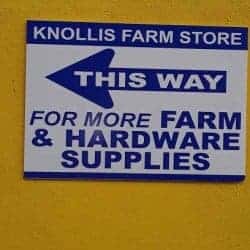 KNOLLIS FARM STORE
THIS WAY
FOR MORE FARM
& HARDWARE
SUPPLIES